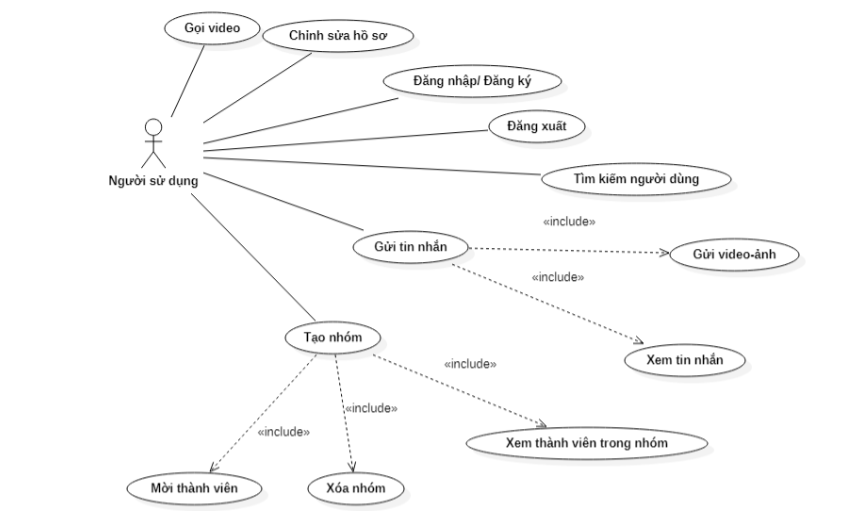 Gọi video
Chỉnh sửa hồ sơ
Đăng nhập/ Đăng ký
Đăng xuất
Người sử dụng
Tìm kiếm người dùng
«include»
Gửi tin nhắn
Gửi video-ảnh
«include»
Tạo nhóm
Xem tin nhắn
«include»
«include»
«include»
Xem thành viên trong nhóm
Mời thành viên
Xóa nhóm